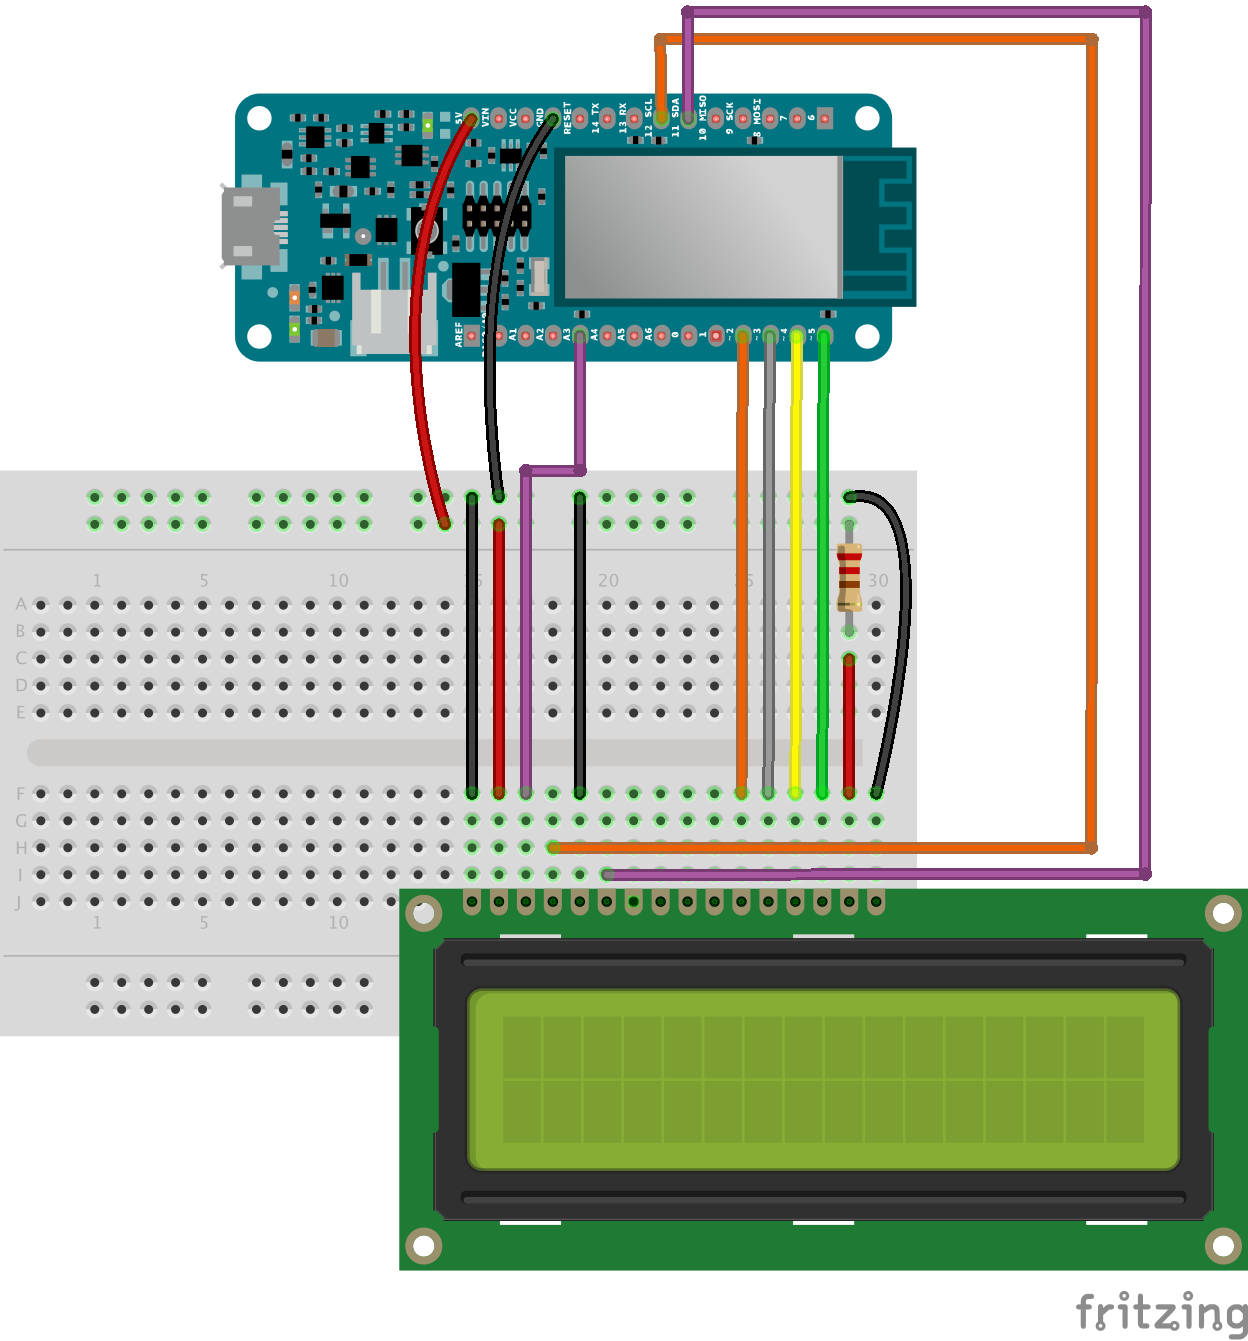 5V
VIN
VCC
GND
RESET
14 TX
13 RX
12 SCL
11 SDA
10 MISO
9 SCK
8 MOSI
7
6
AREF
A1
A2
A3
A4
A5
A6
0
1
~2
~3
~4
~5
1 5 10 20 30
A
B
C
D
E
F
G
H
I
J
1 5 10
fritzing